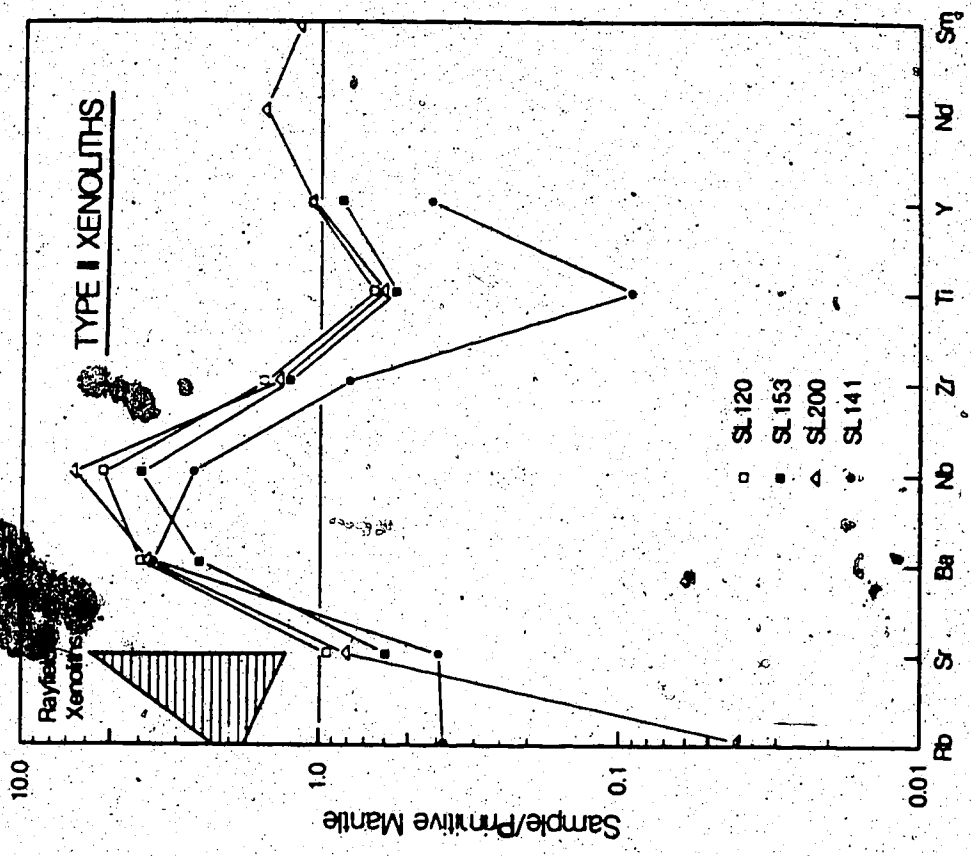 TYPE II XENOLITHS
Xenoliths
10.0
1.0
0.1
0.01
Sample/Primitive Mantle
SL120
SL153
SL200
SL141
Rb Sr Ba Nb Zr Ti Y Nd Sm